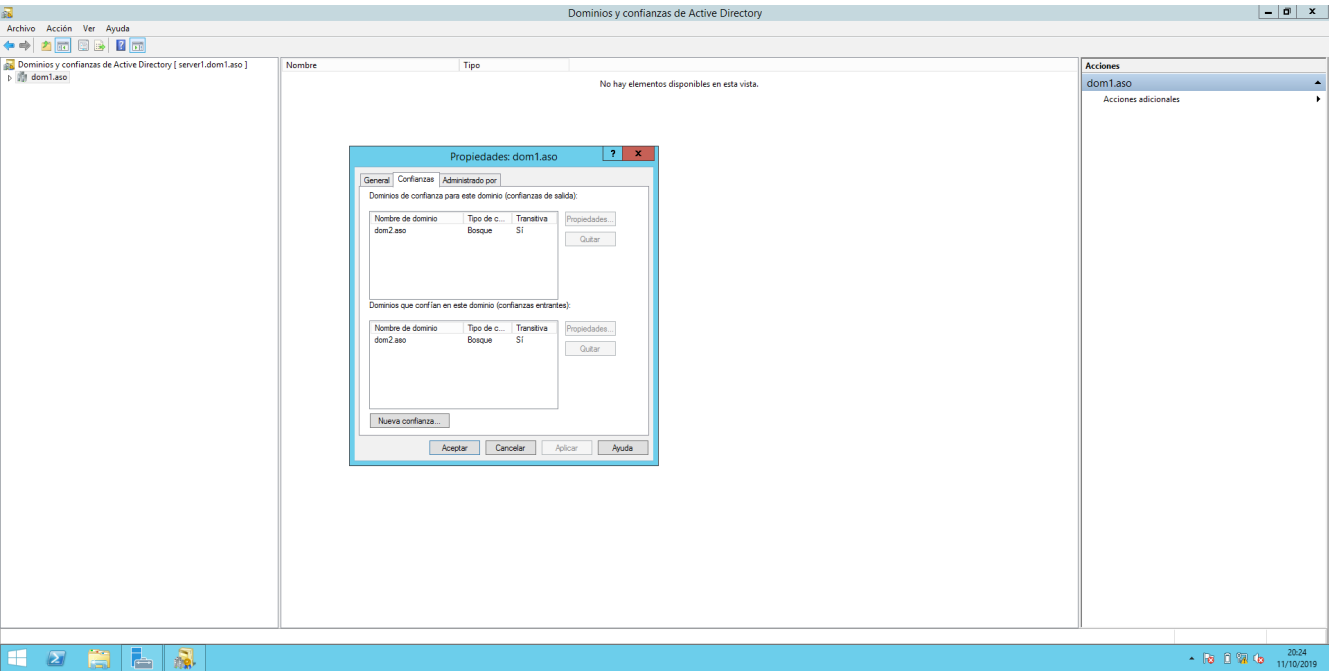 Dominios y confianzas de Active Directory
Archivo Acción Ver Ayuda
Dominios y confianzas de Active Directory [ server1.dom1.aso ]
dom1.aso
Nombre Tipo
No hay elementos disponibles en esta vista.
Acciones
dom1.aso
Acciones adicionales
Propiedades: dom1.aso
General Confianzas Administrado por
Dominios de confianza para este dominio (confianzas de salida):
Nombre de dominio Tipo de c... Transitiva
dom2.aso Bosque Sí
Propiedades...
Quitar
Dominios que confían en este dominio (confianzas entrantes):
Nombre de dominio Tipo de c... Transitiva
dom2.aso Bosque Sí
Propiedades...
Quitar
Nueva confianza...
Aceptar Cancelar Aplicar Ayuda
20:24
11/10/2019